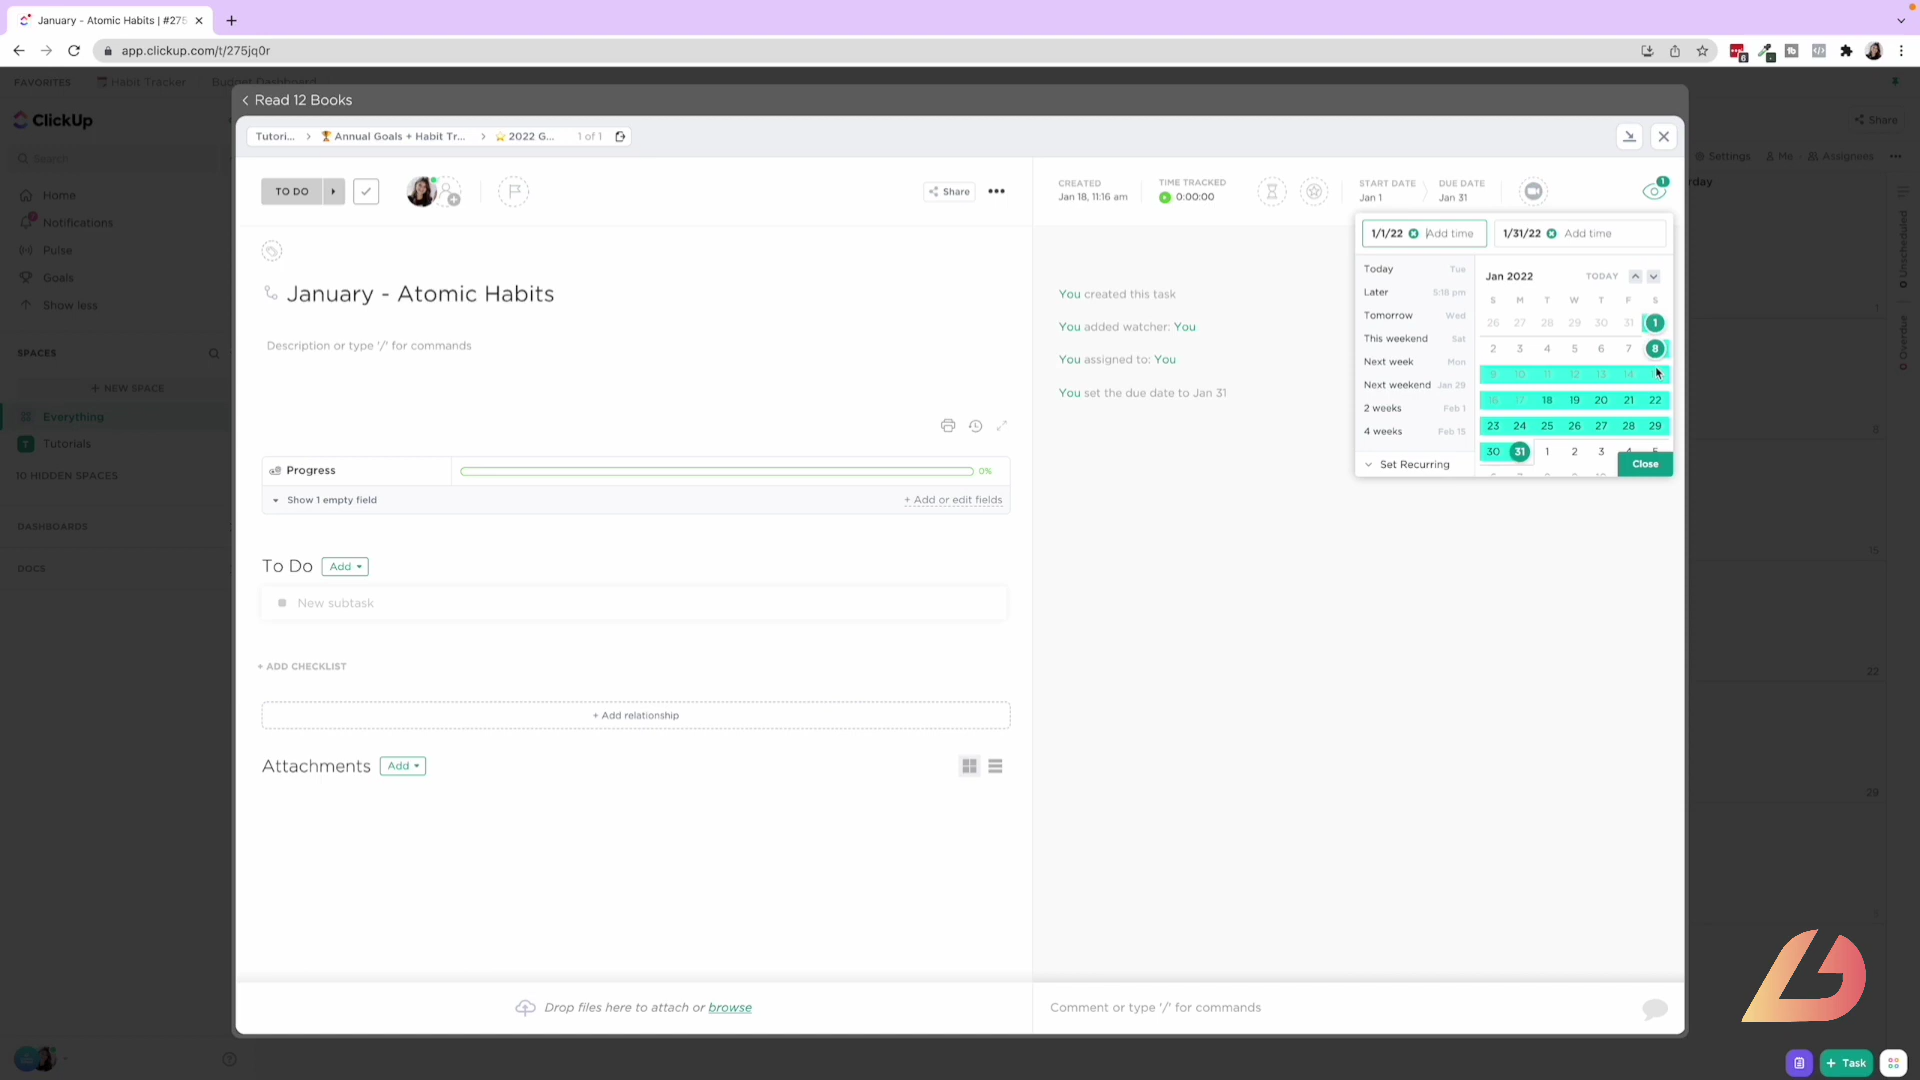 January - Atomic Habits | #275
app.clickup.com/t/275jq0r
FAVORITES Habit Tracker Budget Dashboard
Read 12 Books
ClickUp
Share
Tutori... > Annual Goals + Habit Tr... > 2022 G... 1 of 1
Search
Settings Me Assignees
TO DO
Share
CREATED
Jan 18, 11:16 am
TIME TRACKED
0:00:00
START DATE
Jan 1
DUE DATE
Jan 31
1
rday
Home
Notifications
Pulse
Goals
Show less
Unscheduled
0
Overdue
0
1/1/22 Add time 1/31/22 Add time
January - Atomic Habits
Description or type '/' for commands
You created this task
You added watcher: You
You assigned to: You
You set the due date to Jan 31
Today Tue
Later 5:18 pm
Tomorrow Wed
This weekend Sat
Next week Mon
Next weekend Jan 29
2 weeks Feb 1
4 weeks Feb 15
Set Recurring
Jan 2022 TODAY
S M T W T F S
26 27 28 29 30 31 1
2 3 4 5 6 7 8
9 10 11 12 13 14
16 17 18 19 20 21 22
23 24 25 26 27 28 29
30 31 1 2 3 4 5
Close
SPACES
+ NEW SPACE
Everything
T Tutorials
10 HIDDEN SPACES
DASHBOARDS
DOCS
Progress 0%
Show 1 empty field + Add or edit fields
To Do Add
New subtask
+ ADD CHECKLIST
+ Add relationship
Attachments Add
1
8
15
22
29
Drop files here to attach or browse
Comment or type '/' for commands
+ Task